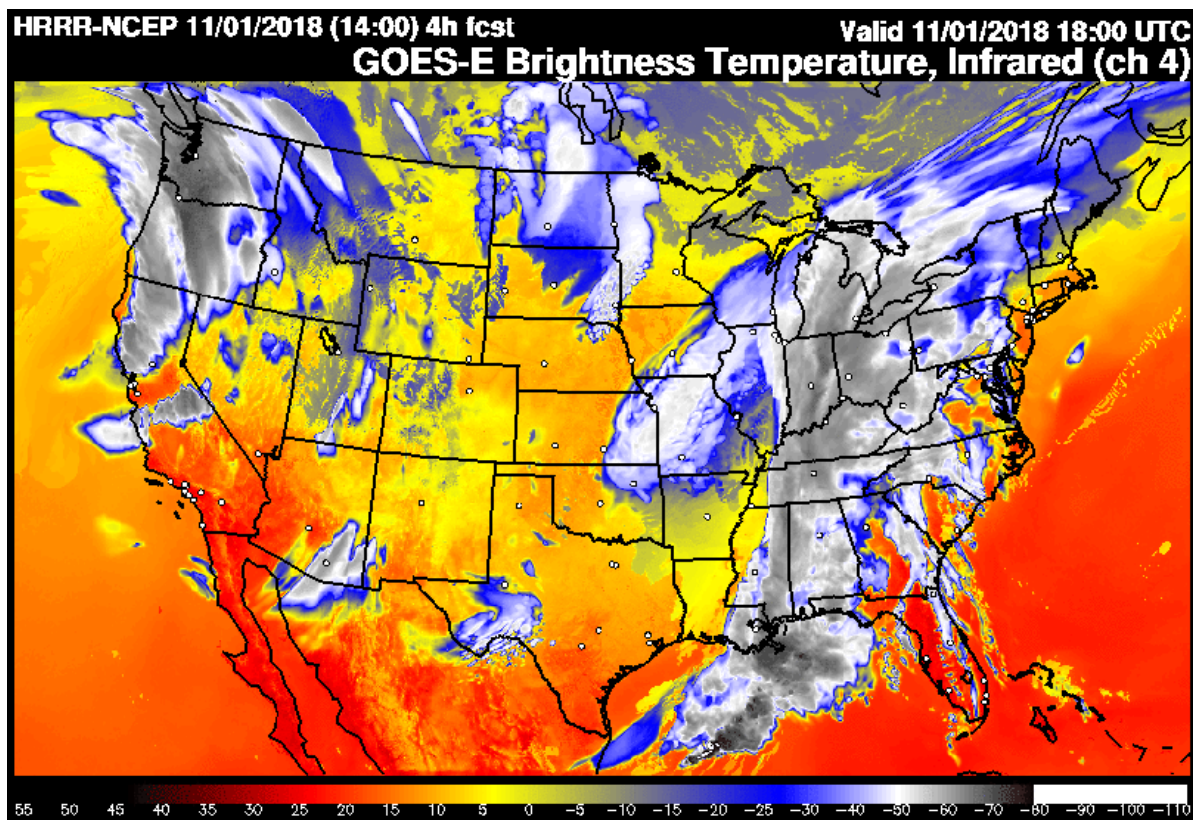 HRRR-NCEP 11/01/2018 (14:00) 4h fcst
Valid 11/01/2018 18:00 UTC
GOES-E Brightness Temperature, Infrared (ch 4)
55 50 45 40 35 30 25 20 15 10 5 0 -5 -10 -15 -20 -25 -30 -40 -50 -60 -70 -80 -90 -100 -110